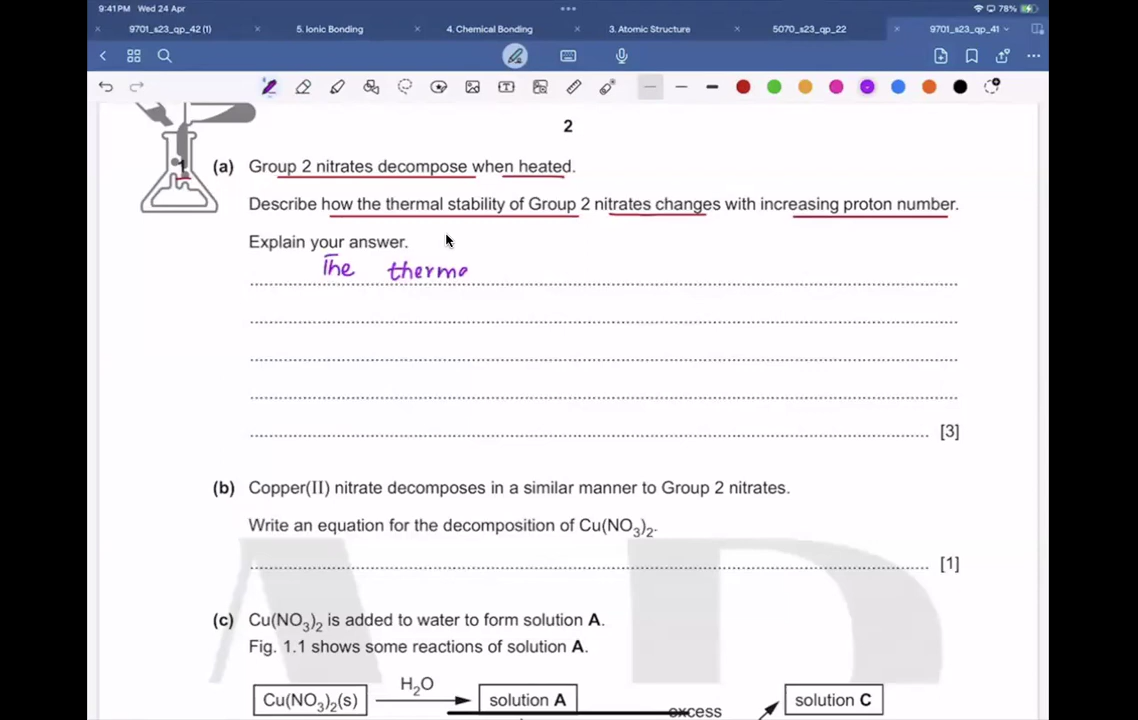 9:41PM Wed 24 Apr
78%
9701_s23_qp_42 (1)
5. Ionic Bonding
4. Chemical Bonding
3. Atomic Structure
5070_s23_qp_22
9701_s23_qp_41
2
1 (a) Group 2 nitrates decompose when heated.
Describe how the thermal stability of Group 2 nitrates changes with increasing proton number.
Explain your answer.
The therma
[3]
(b) Copper(II) nitrate decomposes in a similar manner to Group 2 nitrates.
Write an equation for the decomposition of Cu(NO₃)₂.
[1]
(c) Cu(NO₃)₂ is added to water to form solution A.
Fig. 1.1 shows some reactions of solution A.
Cu(NO₃)₂(s) H₂O solution A solution C
excess